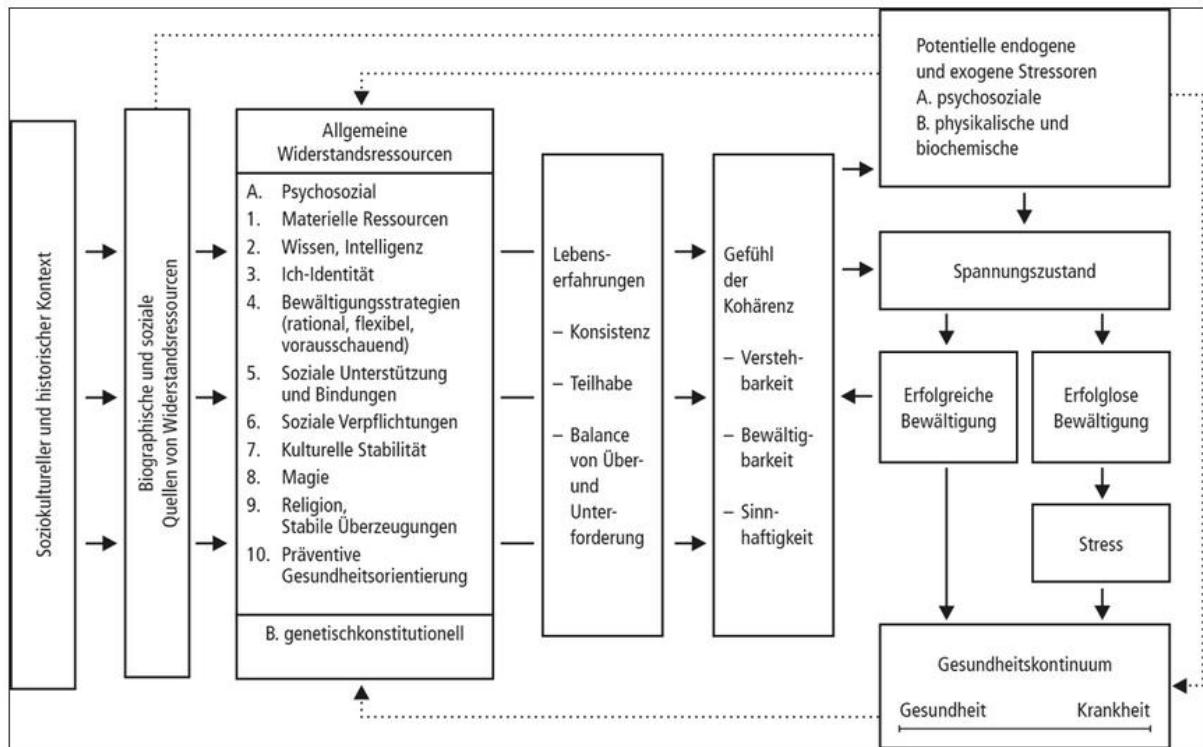 Soziokultureller und historischer Kontext
Biographische und soziale
Quellen von Widerstandsressourcen
Allgemeine
Widerstandsressourcen
A. Psychosozial
1. Materielle Ressourcen
2. Wissen, Intelligenz
3. Ich-Identität
4. Bewältigungsstrategien
(rational, flexibel,
vorausschauend)
5. Soziale Unterstützung
und Bindungen
6. Soziale Verpflichtungen
7. Kulturelle Stabilität
8. Magie
9. Religion,
Stabile Überzeugungen
10. Präventive
Gesundheitsorientierung
B. genetischkonstitutionell
Lebens-
erfahrungen
– Konsistenz
– Teilhabe
– Balance
von Über-
und
Unter-
forderung
Gefühl
der
Kohärenz
– Versteh-
barkeit
– Bewältig-
barkeit
– Sinn-
haftigkeit
Potentielle endogene
und exogene Stressoren
A. psychosoziale
B. physikalische und
biochemische
Spannungszustand
Erfolgreiche
Bewältigung
Erfolglose
Bewältigung
Stress
Gesundheitskontinuum
Gesundheit Krankheit